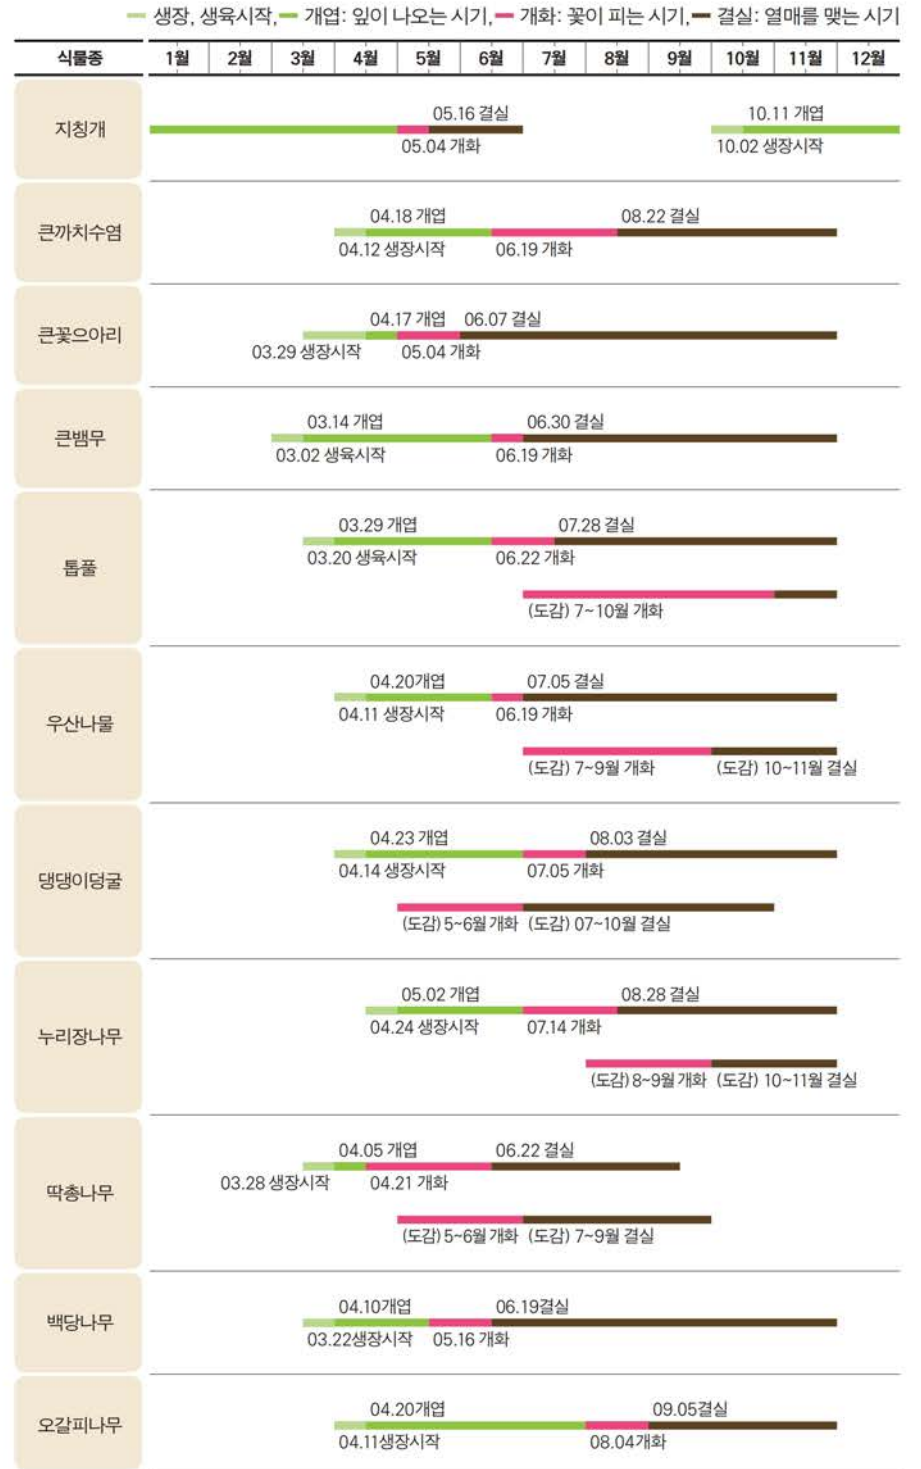 생장, 생육시작, 개엽: 잎이 나오는 시기, 개화: 꽃이 피는 시기, 결실: 열매를 맺는 시기
식물종 1월 2월 3월 4월 5월 6월 7월 8월 9월 10월 11월 12월
지칭개
05.16 결실 10.11 개엽
05.04 개화 10.02 생장시작
큰까치수염
04.18 개엽 08.22 결실
04.12 생장시작 06.19 개화
큰꽃으아리
04.17 개엽 06.07 결실
03.29 생장시작 05.04 개화
큰뱀무
03.14 개엽 06.30 결실
03.02 생육시작 06.19 개화
톱풀
03.29 개엽 07.28 결실
03.20 생육시작 06.22 개화
(도감) 7~10월 개화
우산나물
04.20개엽 07.05 결실
04.11 생장시작 06.19 개화
(도감) 7~9월 개화 (도감) 10~11월 결실
댕댕이덩굴
04.23 개엽 08.03 결실
04.14 생장시작 07.05 개화
(도감) 5~6월 개화 (도감) 07~10월 결실
누리장나무
05.02 개엽 08.28 결실
04.24 생장시작 07.14 개화
(도감) 8~9월 개화 (도감) 10~11월 결실
딱총나무
04.05 개엽 06.22 결실
03.28 생장시작 04.21 개화
(도감) 5~6월 개화 (도감) 7~9월 결실
백당나무
04.10개엽 06.19결실
03.22생장시작 05.16 개화
오갈피나무
04.20개엽 09.05결실
04.11생장시작 08.04개화